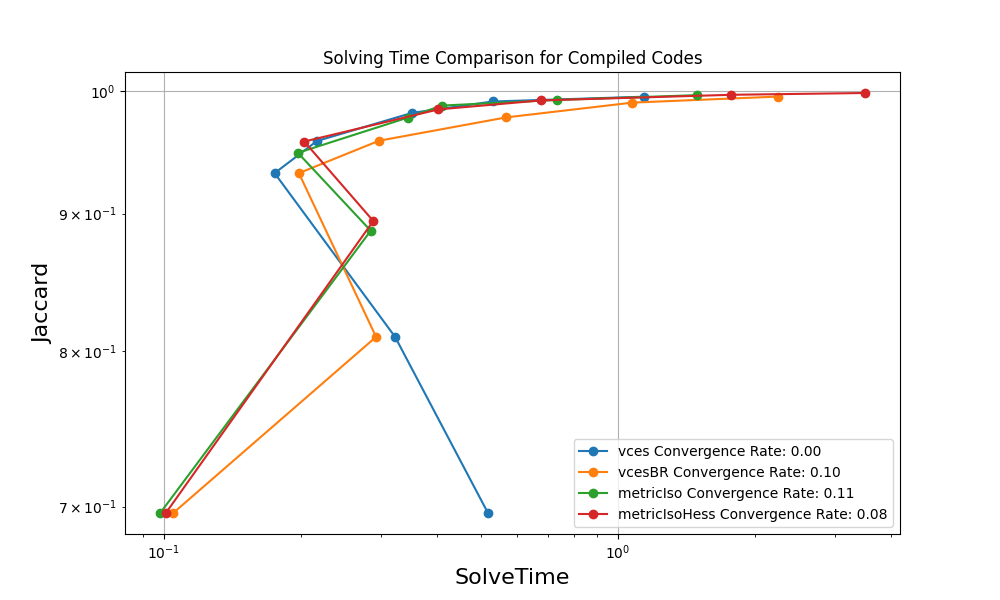 Solving Time Comparison for Compiled Codes
10⁰
9 × 10⁻¹
8 × 10⁻¹
7 × 10⁻¹
Jaccard
vces Convergence Rate: 0.00
vcesBR Convergence Rate: 0.10
metricIso Convergence Rate: 0.11
metricIsoHess Convergence Rate: 0.08
10⁻¹ 10⁰
SolveTime